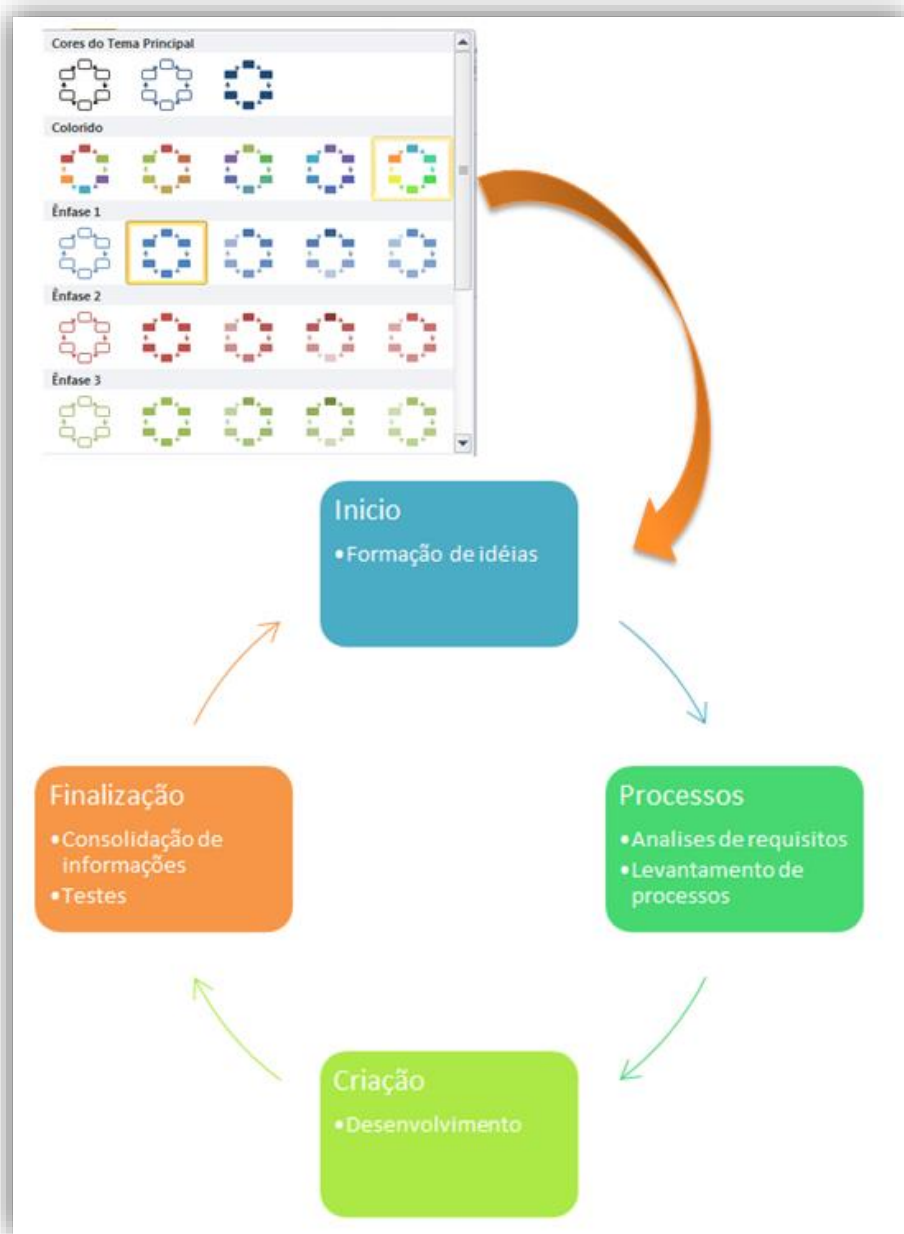 Cores do Tema Principal
Colorido
Ênfase 1
Ênfase 2
Ênfase 3
Inicio
•Formação de idéias
Finalização
•Consolidação de
informações
•Testes
Processos
•Analises de requisitos
•Levantamento de
processos
Criação
•Desenvolvimento